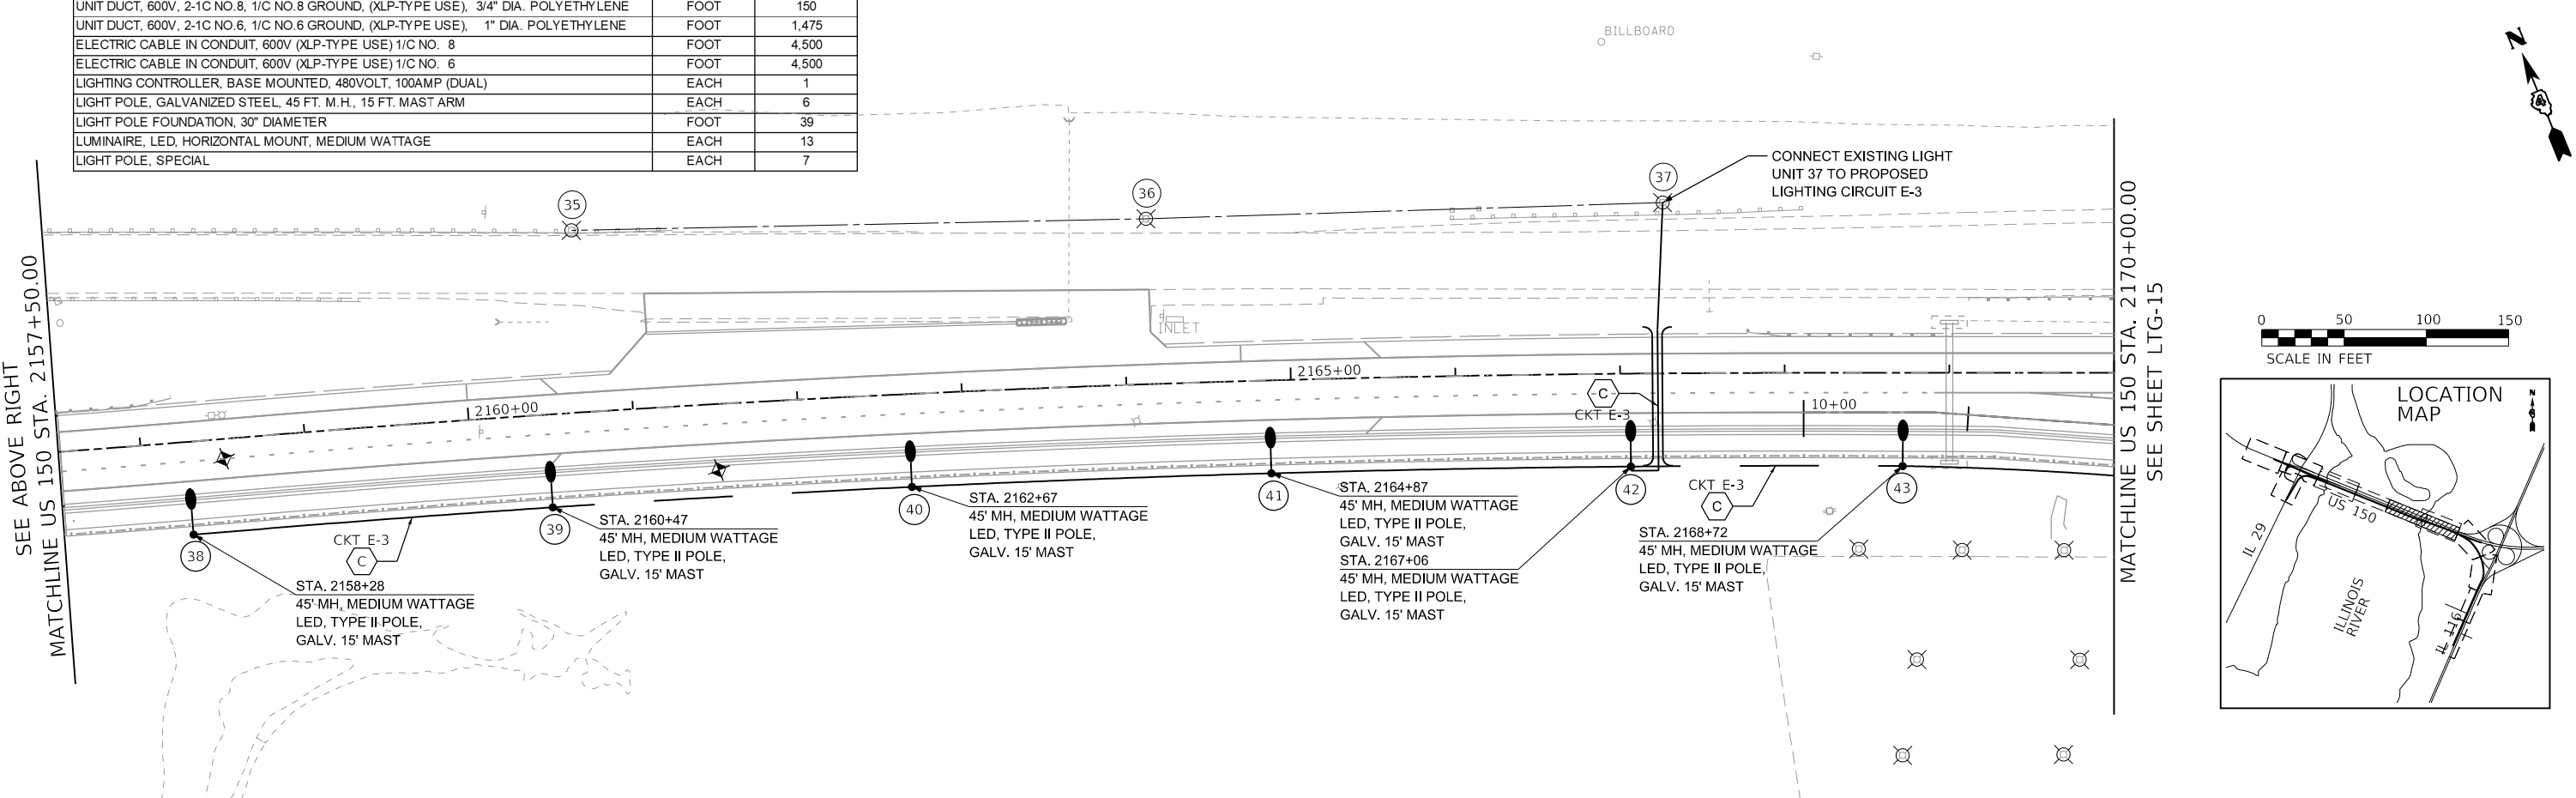 UNIT DUCT, 600V, 2-1C NO.8, 1/C NO.8 GROUND, (XLP-TYPE USE), 3/4" DIA. POLYETHYLENE FOOT 150
UNIT DUCT, 600V, 2-1C NO.6, 1/C NO.6 GROUND, (XLP-TYPE USE), 1" DIA. POLYETHYLENE FOOT 1,475
ELECTRIC CABLE IN CONDUIT, 600V (XLP-TYPE USE) 1/C NO. 8 FOOT 4,500
ELECTRIC CABLE IN CONDUIT, 600V (XLP-TYPE USE) 1/C NO. 6 FOOT 4,500
LIGHTING CONTROLLER, BASE MOUNTED, 480VOLT, 100AMP (DUAL) EACH 1
LIGHT POLE, GALVANIZED STEEL, 45 FT. M.H., 15 FT. MAST ARM EACH 6
LIGHT POLE FOUNDATION, 30" DIAMETER FOOT 39
LUMINAIRE, LED, HORIZONTAL MOUNT, MEDIUM WATTAGE EACH 13
LIGHT POLE, SPECIAL EACH 7
BILLBOARD
N
4
35
36
37
CONNECT EXISTING LIGHT
UNIT 37 TO PROPOSED
LIGHTING CIRCUIT E-3
SEE ABOVE RIGHT
MATCHLINE US 150 STA. 2157+50.00
INLET
2160+00
2165+00
10+00
C
CKT E-3
38
39
40
41
42
43
CKT E-3
C
CKT E-3
C
STA. 2158+28
45' MH, MEDIUM WATTAGE
LED, TYPE II POLE,
GALV. 15' MAST
STA. 2160+47
45' MH, MEDIUM WATTAGE
LED, TYPE II POLE,
GALV. 15' MAST
STA. 2162+67
45' MH, MEDIUM WATTAGE
LED, TYPE II POLE,
GALV. 15' MAST
STA. 2164+87
45' MH, MEDIUM WATTAGE
LED, TYPE II POLE,
GALV. 15' MAST
STA. 2167+06
45' MH, MEDIUM WATTAGE
LED, TYPE II POLE,
GALV. 15' MAST
STA. 2168+72
45' MH, MEDIUM WATTAGE
LED, TYPE II POLE,
GALV. 15' MAST
MATCHLINE US 150 STA. 2170+00.00
SEE SHEET LTG-15
0 50 100 150
SCALE IN FEET
LOCATION
MAP
N
US 150
IL 29
ILLINOIS
RIVER
IL 116